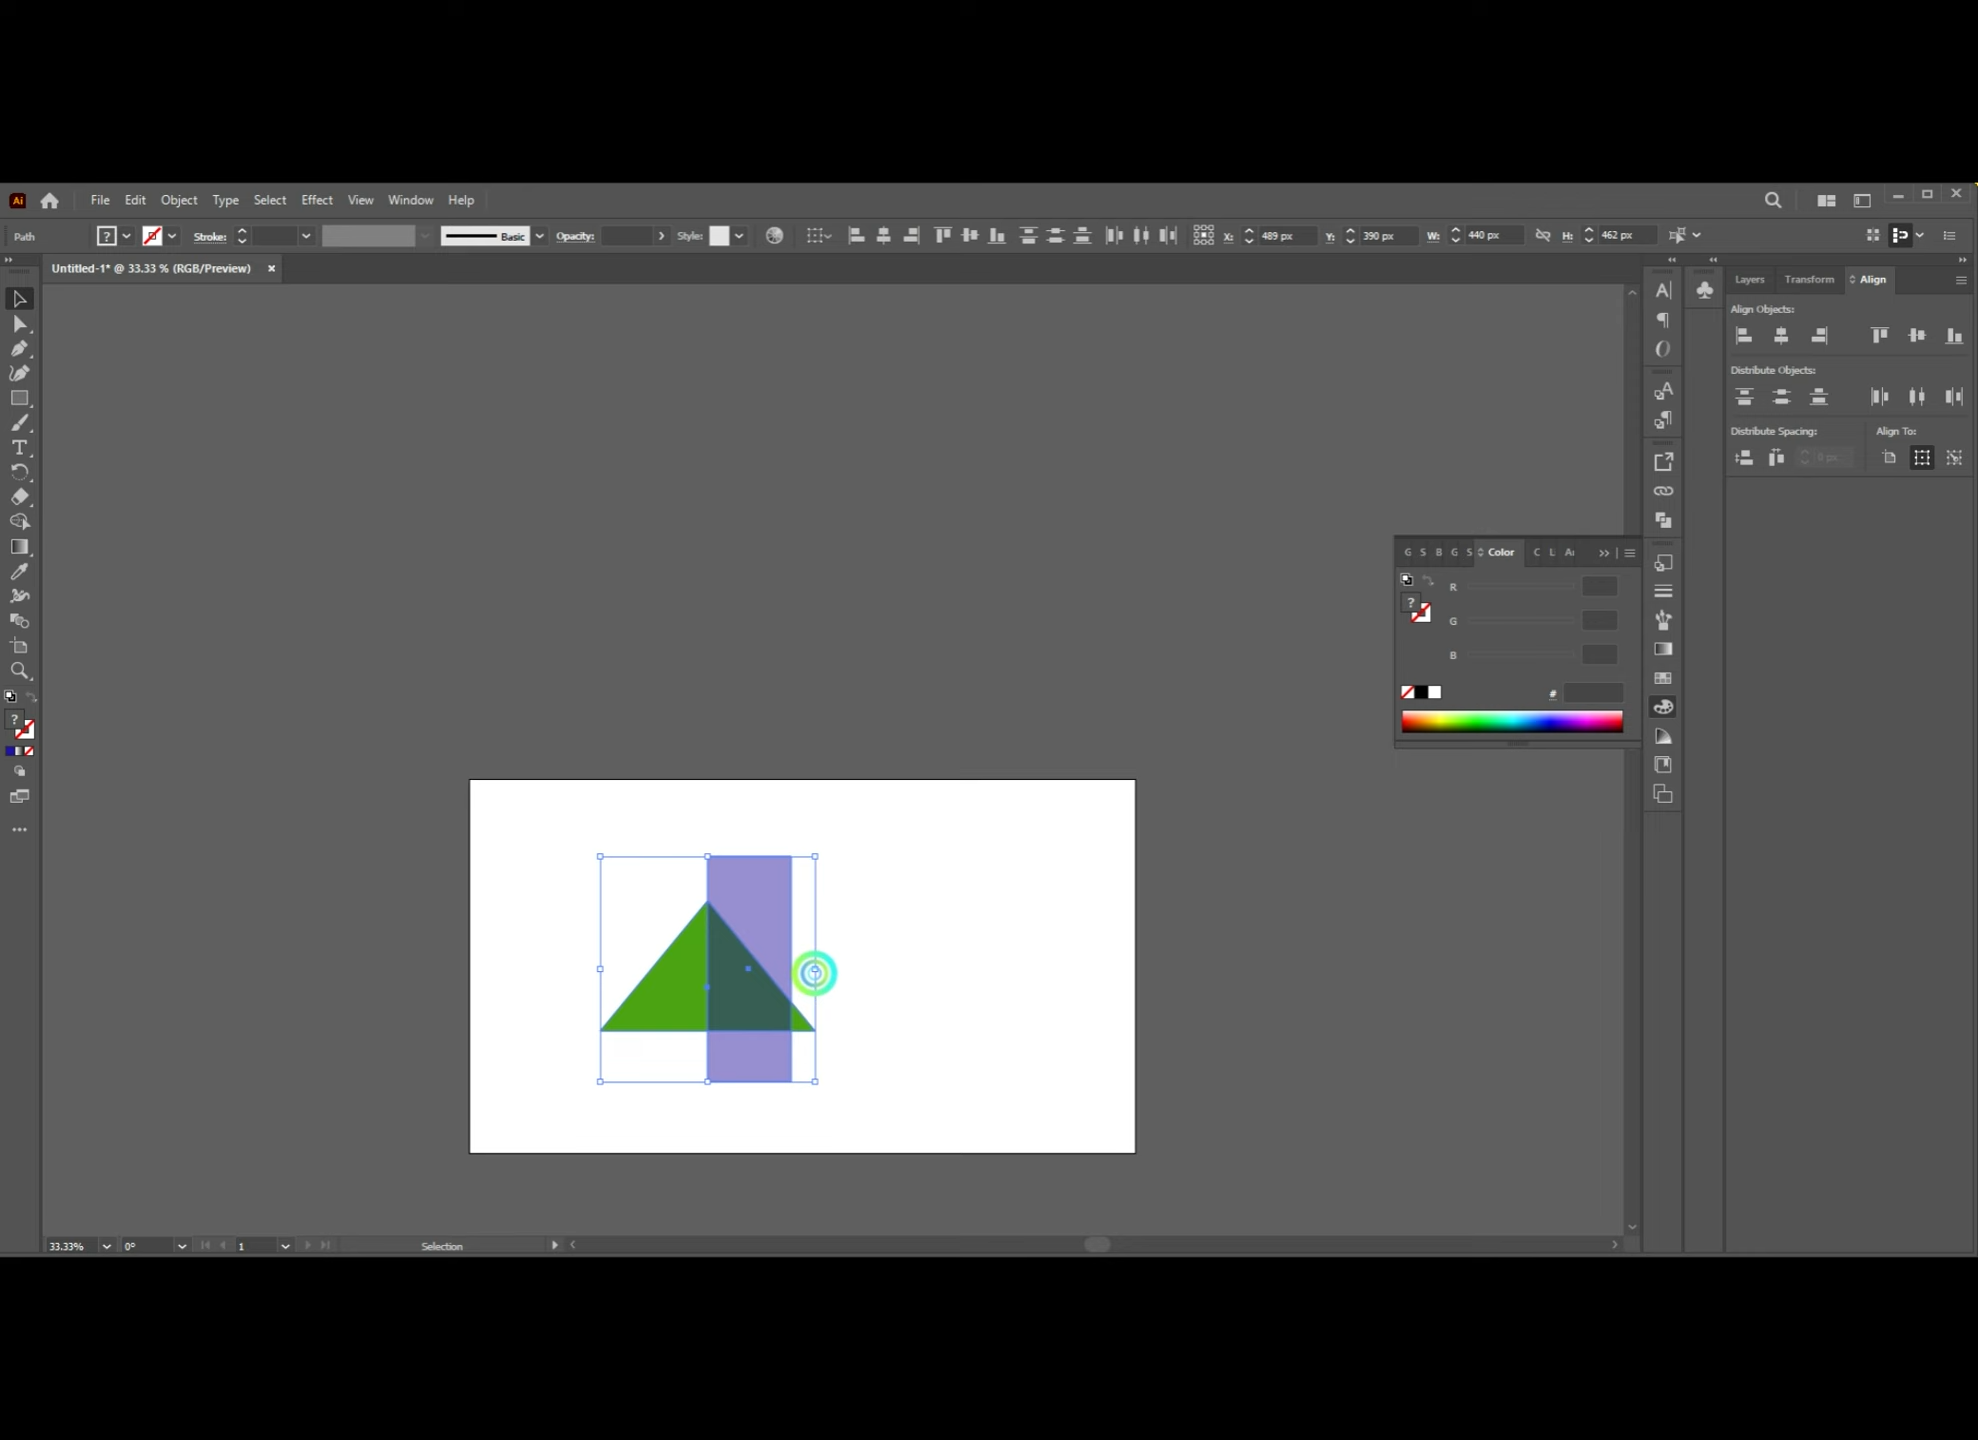 Ai File Edit Object Type Select Effect View Window Help
Path ? Stroke: Basic Opacity: Style: X: 489 px Y: 390 px W: 440 px H: 462 px
Untitled-1* @ 33.33 % (RGB/Preview)
Layers Transform Align
Align Objects:
Distribute Objects:
Distribute Spacing: Align To:
0 px
G S B G S Color C L
R
?
G
B
#
?
33.33% 0° 1 Selection